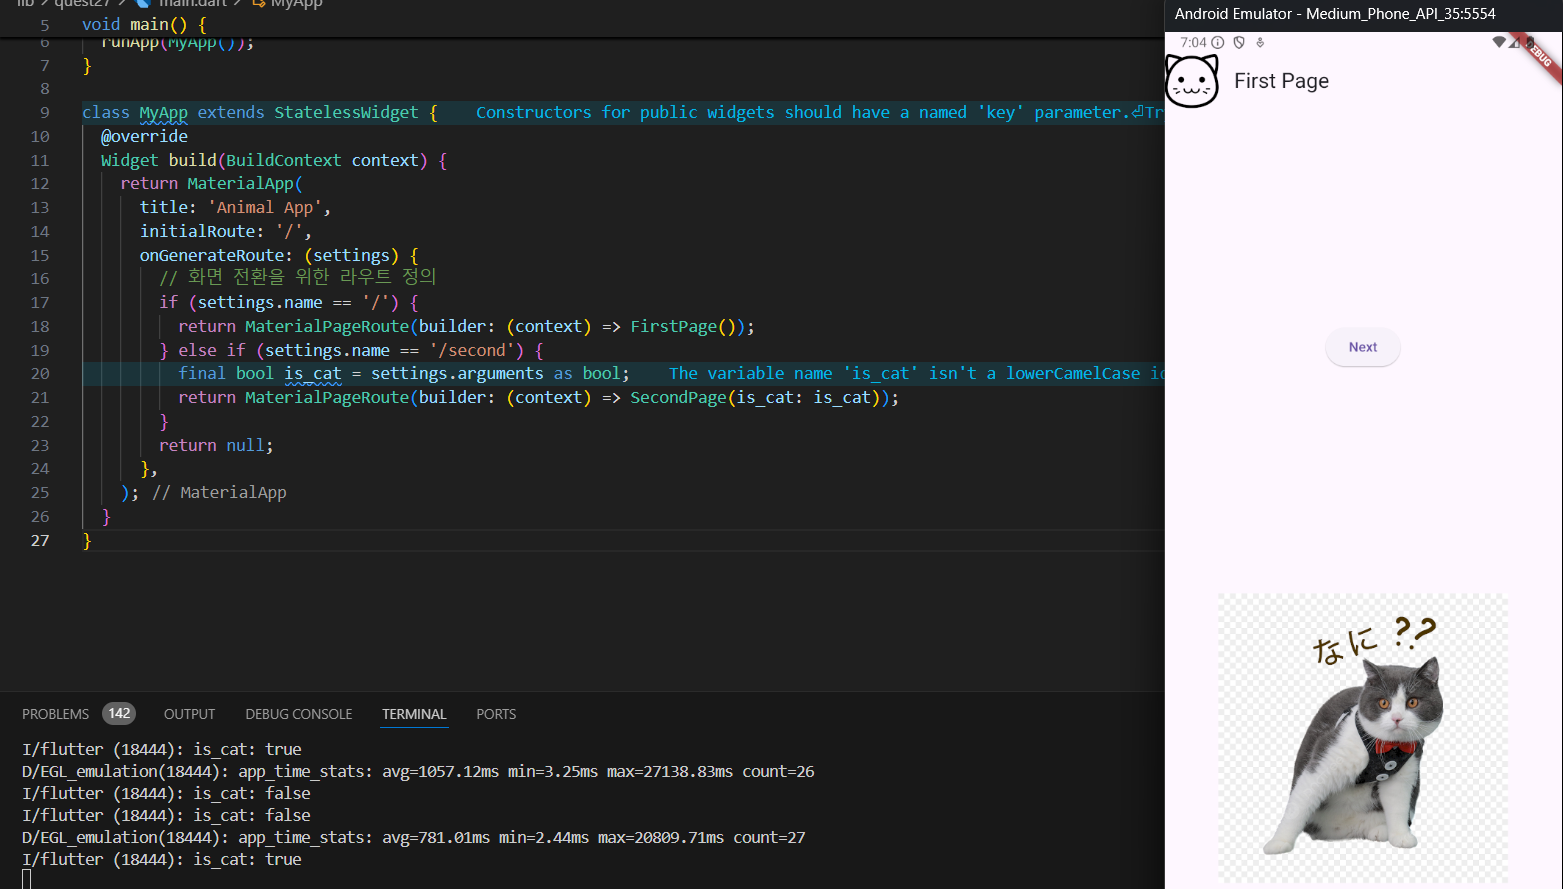 lib > quest27 > main.dart > MyApp
5 void main() {
6 runApp(MyApp());
7 }
8
9 class MyApp extends StatelessWidget { Constructors for public widgets should have a named 'key' parameter.⏎Tr
10 @override
11 Widget build(BuildContext context) {
12 return MaterialApp(
13 title: 'Animal App',
14 initialRoute: '/',
15 onGenerateRoute: (settings) {
16 // 화면 전환을 위한 라우트 정의
17 if (settings.name == '/') {
18 return MaterialPageRoute(builder: (context) => FirstPage());
19 } else if (settings.name == '/second') {
20 final bool is_cat = settings.arguments as bool; The variable name 'is_cat' isn't a lowerCamelCase id
21 return MaterialPageRoute(builder: (context) => SecondPage(is_cat: is_cat));
22 }
23 return null;
24 },
25 ); // MaterialApp
26 }
27 }
PROBLEMS 142 OUTPUT DEBUG CONSOLE TERMINAL PORTS
I/flutter (18444): is_cat: true
D/EGL_emulation(18444): app_time_stats: avg=1057.12ms min=3.25ms max=27138.83ms count=26
I/flutter (18444): is_cat: false
I/flutter (18444): is_cat: false
D/EGL_emulation(18444): app_time_stats: avg=781.01ms min=2.44ms max=20809.71ms count=27
I/flutter (18444): is_cat: true
Android Emulator - Medium_Phone_API_35:5554
7:04
DEBUG
First Page
Next
なに??